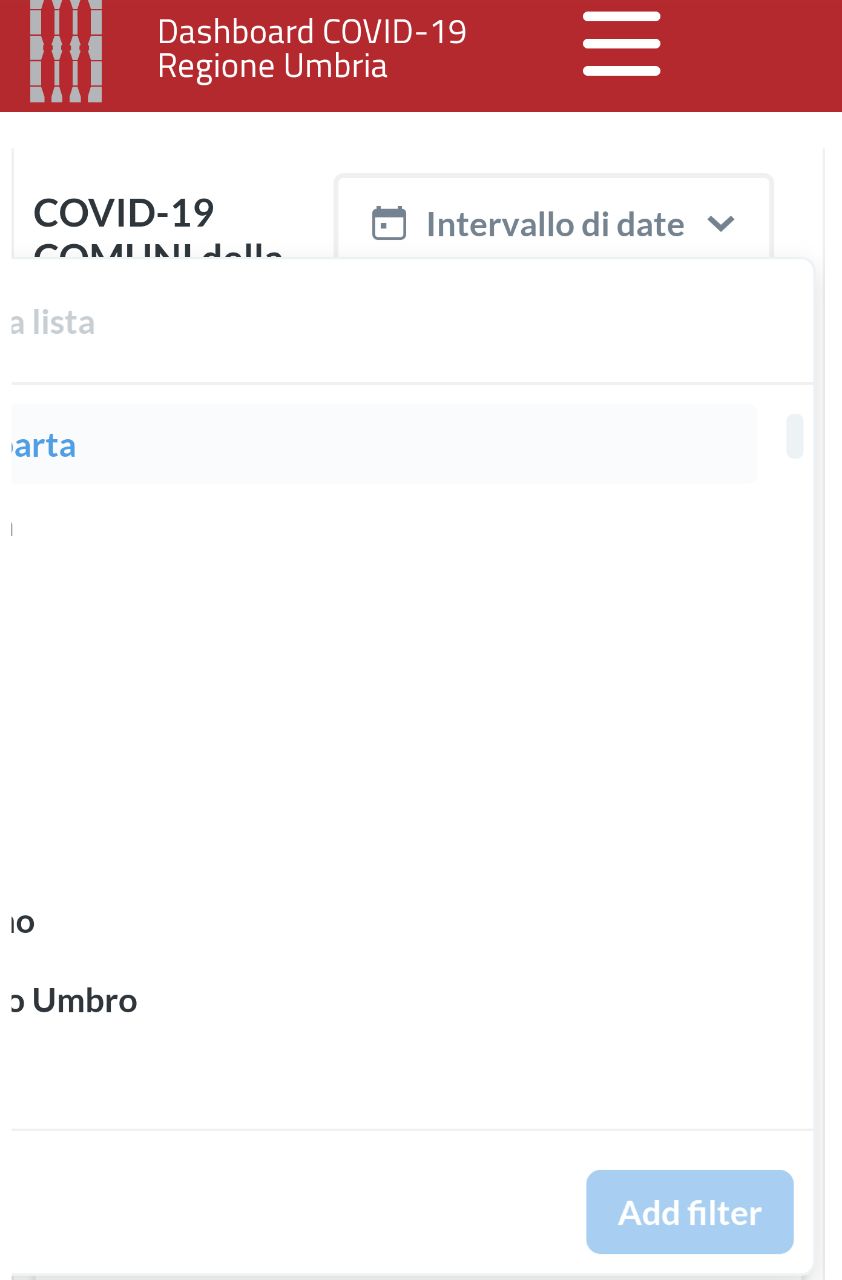 Dashboard COVID-19
Regione Umbria
COVID-19
Intervallo di date
COMUNI della
a lista
parta
no
o Umbro
Add filter